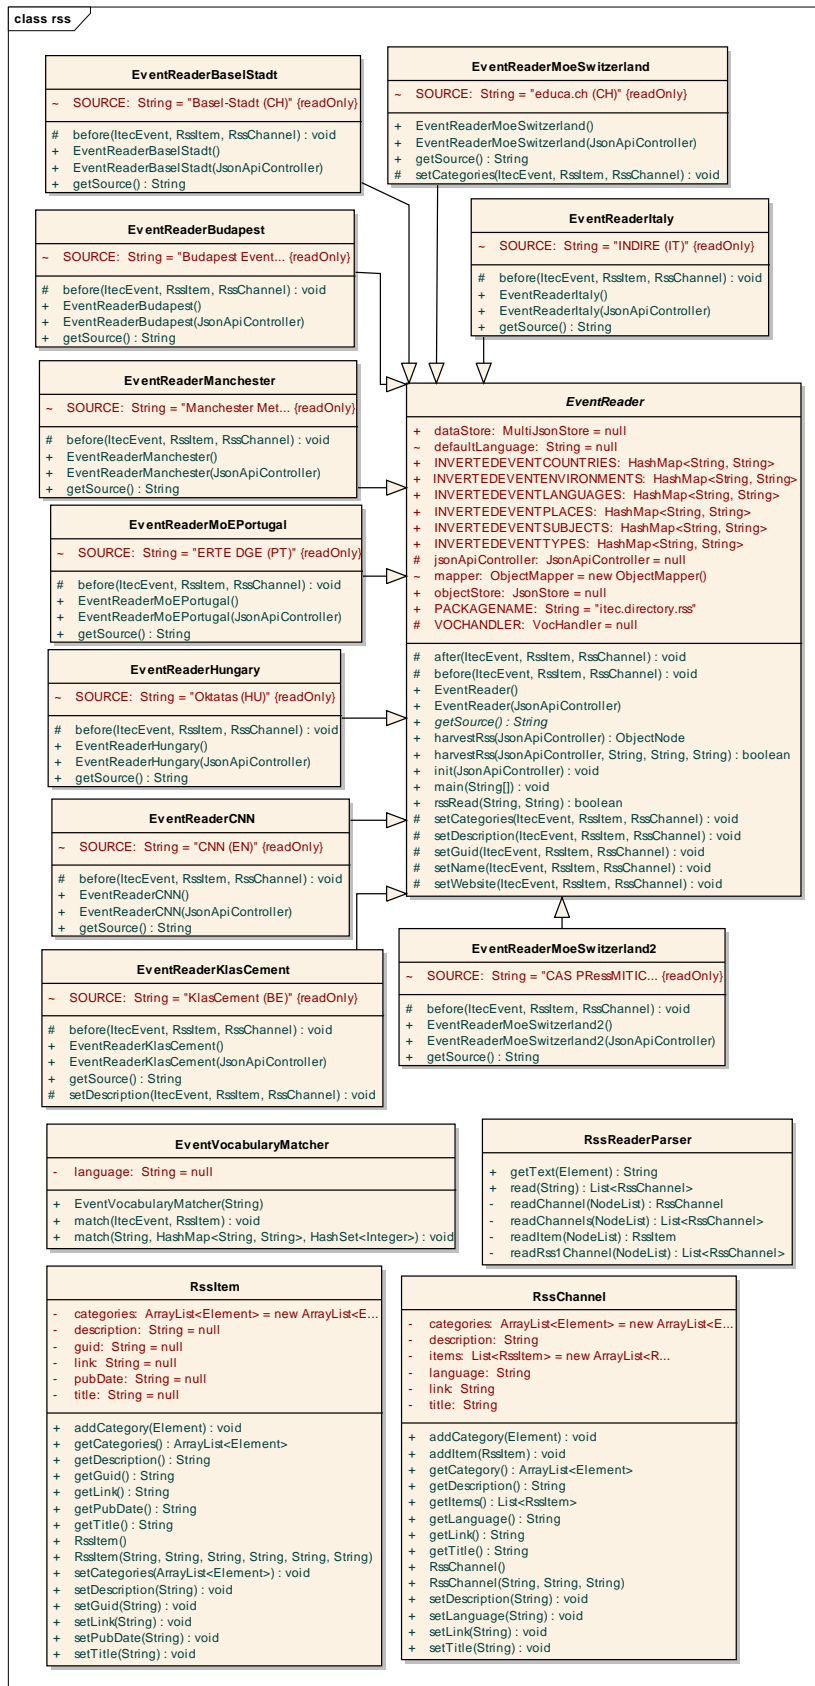 class rss
EventReaderBaselStadt
~ SOURCE: String = "Basel-Stadt (CH)" {readOnly}
# before(ItecEvent, RssItem, RssChannel) : void
+ EventReaderBaselStadt()
+ EventReaderBaselStadt(JsonApiController)
+ getSource() : String
EventReaderMoeSwitzerland
~ SOURCE: String = "educa.ch (CH)" {readOnly}
+ EventReaderMoeSwitzerland()
+ EventReaderMoeSwitzerland(JsonApiController)
+ getSource() : String
# setCategories(ItecEvent, RssItem, RssChannel) : void
EventReaderBudapest
~ SOURCE: String = "Budapest Event... {readOnly}
# before(ItecEvent, RssItem, RssChannel) : void
+ EventReaderBudapest()
+ EventReaderBudapest(JsonApiController)
+ getSource() : String
EventReaderItaly
~ SOURCE: String = "INDIRE (IT)" {readOnly}
# before(ItecEvent, RssItem, RssChannel) : void
+ EventReaderItaly()
+ EventReaderItaly(JsonApiController)
+ getSource() : String
EventReaderManchester
~ SOURCE: String = "Manchester Met... {readOnly}
# before(ItecEvent, RssItem, RssChannel) : void
+ EventReaderManchester()
+ EventReaderManchester(JsonApiController)
+ getSource() : String
EventReader
+ dataStore: MultiJsonStore = null
~ defaultLanguage: String = null
+ INVERTEDEVENTCOUNTRIES: HashMap<String, String>
+ INVERTEDEVENTENVIRONMENTS: HashMap<String, String>
+ INVERTEDEVENTLANGUAGES: HashMap<String, String>
+ INVERTEDEVENTPLACES: HashMap<String, String>
+ INVERTEDEVENTSUBJECTS: HashMap<String, String>
+ INVERTEDEVENTTYPES: HashMap<String, String>
# jsonApiController: JsonApiController = null
~ mapper: ObjectMapper = new ObjectMapper()
+ objectStore: JsonStore = null
+ PACKAGENAME: String = "itec.directory.rss"
# VOCHANDLER: VocHandler = null
# after(ItecEvent, RssItem, RssChannel) : void
# before(ItecEvent, RssItem, RssChannel) : void
+ EventReader()
+ EventReader(JsonApiController)
+ getSource() : String
+ harvestRss(JsonApiController) : ObjectNode
+ harvestRss(JsonApiController, String, String, String) : boolean
+ init(JsonApiController) : void
+ main(String[]) : void
+ rssRead(String, String) : boolean
# setCategories(ItecEvent, RssItem, RssChannel) : void
# setDescription(ItecEvent, RssItem, RssChannel) : void
# setGuid(ItecEvent, RssItem, RssChannel) : void
# setName(ItecEvent, RssItem, RssChannel) : void
# setWebsite(ItecEvent, RssItem, RssChannel) : void
EventReaderMoEPortugal
~ SOURCE: String = "ERTE DGE (PT)" {readOnly}
# before(ItecEvent, RssItem, RssChannel) : void
+ EventReaderMoEPortugal()
+ EventReaderMoEPortugal(JsonApiController)
+ getSource() : String
EventReaderHungary
~ SOURCE: String = "Oktatas (HU)" {readOnly}
# before(ItecEvent, RssItem, RssChannel) : void
+ EventReaderHungary()
+ EventReaderHungary(JsonApiController)
+ getSource() : String
EventReaderCNN
~ SOURCE: String = "CNN (EN)" {readOnly}
# before(ItecEvent, RssItem, RssChannel) : void
+ EventReaderCNN()
+ EventReaderCNN(JsonApiController)
+ getSource() : String
EventReaderKlasCement
~ SOURCE: String = "KlasCement (BE)" {readOnly}
# before(ItecEvent, RssItem, RssChannel) : void
+ EventReaderKlasCement()
+ EventReaderKlasCement(JsonApiController)
+ getSource() : String
# setDescription(ItecEvent, RssItem, RssChannel) : void
EventReaderMoeSwitzerland2
~ SOURCE: String = "CAS PRessMITIC... {readOnly}
# before(ItecEvent, RssItem, RssChannel) : void
+ EventReaderMoeSwitzerland2()
+ EventReaderMoeSwitzerland2(JsonApiController)
+ getSource() : String
EventVocabularyMatcher
- language: String = null
+ EventVocabularyMatcher(String)
+ match(ItecEvent, RssItem) : void
+ match(String, HashMap<String, String>, HashSet<Integer>) : void
RssReaderParser
+ getText(Element) : String
+ read(String) : List<RssChannel>
- readChannel(NodeList) : RssChannel
- readChannels(NodeList) : List<RssChannel>
- readItem(NodeList) : RssItem
- readRss1Channel(NodeList) : List<RssChannel>
RssItem
- categories: ArrayList<Element> = new ArrayList<E...
- description: String = null
- guid: String = null
- link: String = null
- pubDate: String = null
- title: String = null
+ addCategory(Element) : void
+ getCategories() : ArrayList<Element>
+ getDescription() : String
+ getGuid() : String
+ getLink() : String
+ getPubDate() : String
+ getTitle() : String
+ RssItem()
+ RssItem(String, String, String, String, String, String)
+ setCategories(ArrayList<Element>) : void
+ setDescription(String) : void
+ setGuid(String) : void
+ setLink(String) : void
+ setPubDate(String) : void
+ setTitle(String) : void
RssChannel
- categories: ArrayList<Element> = new ArrayList<E...
- description: String
- items: List<RssItem> = new ArrayList<R...
- language: String
- link: String
- title: String
+ addCategory(Element) : void
+ addItem(RssItem) : void
+ getCategory() : ArrayList<Element>
+ getDescription() : String
+ getItems() : List<RssItem>
+ getLanguage() : String
+ getLink() : String
+ getTitle() : String
+ RssChannel()
+ RssChannel(String, String, String)
+ setDescription(String) : void
+ setLanguage(String) : void
+ setLink(String) : void
+ setTitle(String) : void